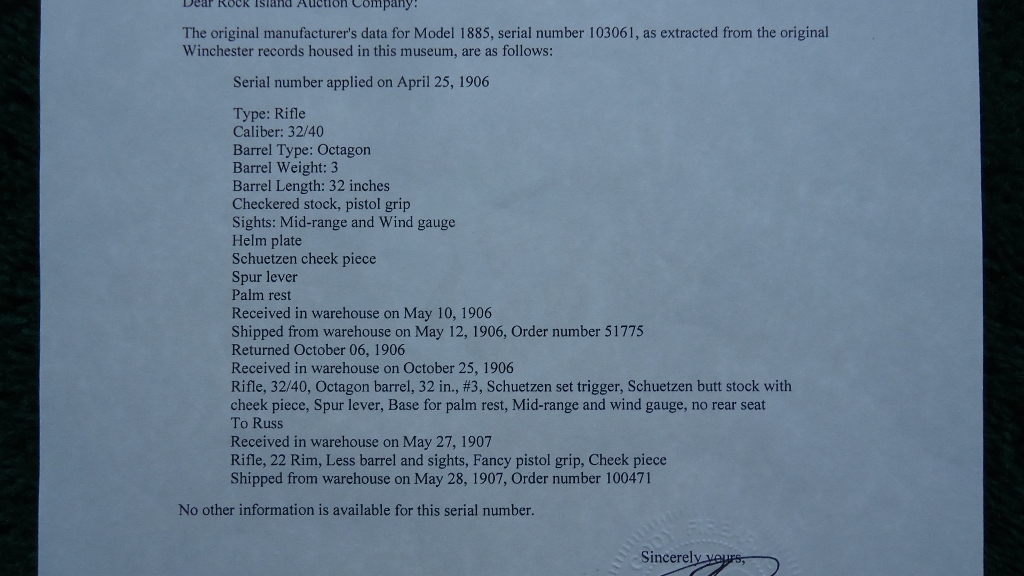 Dear Rock Island Auction Company:
The original manufacturer's data for Model 1885, serial number 103061, as extracted from the original
Winchester records housed in this museum, are as follows:
Serial number applied on April 25, 1906
Type: Rifle
Caliber: 32/40
Barrel Type: Octagon
Barrel Weight: 3
Barrel Length: 32 inches
Checkered stock, pistol grip
Sights: Mid-range and Wind gauge
Helm plate
Schuetzen cheek piece
Spur lever
Palm rest
Received in warehouse on May 10, 1906
Shipped from warehouse on May 12, 1906, Order number 51775
Returned October 06, 1906
Received in warehouse on October 25, 1906
Rifle, 32/40, Octagon barrel, 32 in., #3, Schuetzen set trigger, Schuetzen butt stock with
cheek piece, Spur lever, Base for palm rest, Mid-range and wind gauge, no rear seat
To Russ
Received in warehouse on May 27, 1907
Rifle, 22 Rim, Less barrel and sights, Fancy pistol grip, Cheek piece
Shipped from warehouse on May 28, 1907, Order number 100471
No other information is available for this serial number.
Sincerely yours,